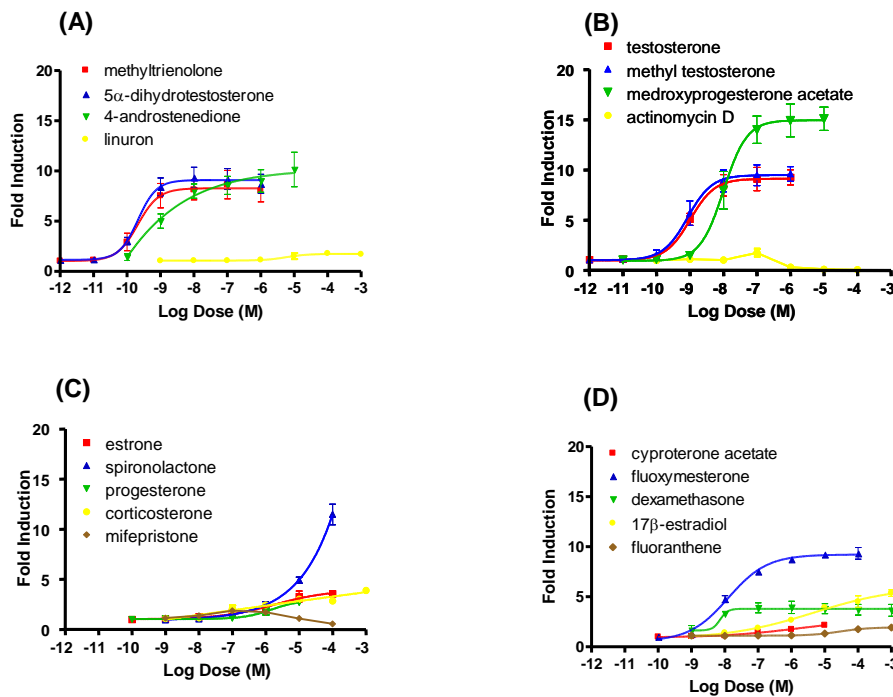 (A)
methyltrienolone
5α-dihydrotestosterone
4-androstenedione
linuron
Fold Induction
20
15
10
5
0
-12 -11 -10 -9 -8 -7 -6 -5 -4 -3
Log Dose (M)
(B)
testosterone
methyl testosterone
medroxyprogesterone acetate
actinomycin D
Fold Induction
20
15
10
5
0
-12 -11 -10 -9 -8 -7 -6 -5 -4 -3
Log Dose (M)
(C)
estrone
spironolactone
progesterone
corticosterone
mifepristone
Fold Induction
20
15
10
5
0
-12 -11 -10 -9 -8 -7 -6 -5 -4 -3
Log Dose (M)
(D)
cyproterone acetate
fluoxymesterone
dexamethasone
17β-estradiol
fluoranthene
Fold Induction
20
15
10
5
0
-12 -11 -10 -9 -8 -7 -6 -5 -4 -3
Log Dose (M)